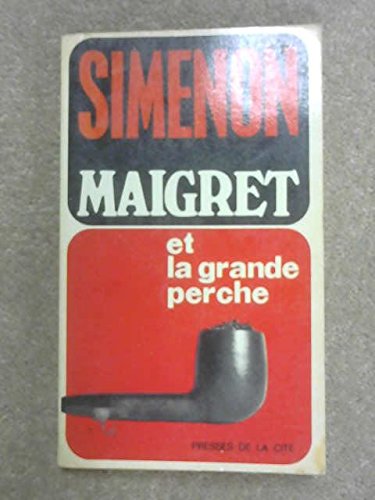 SIMENON
MAIGRET
et
la grande
perche
PRESSES DE LA CITÉ